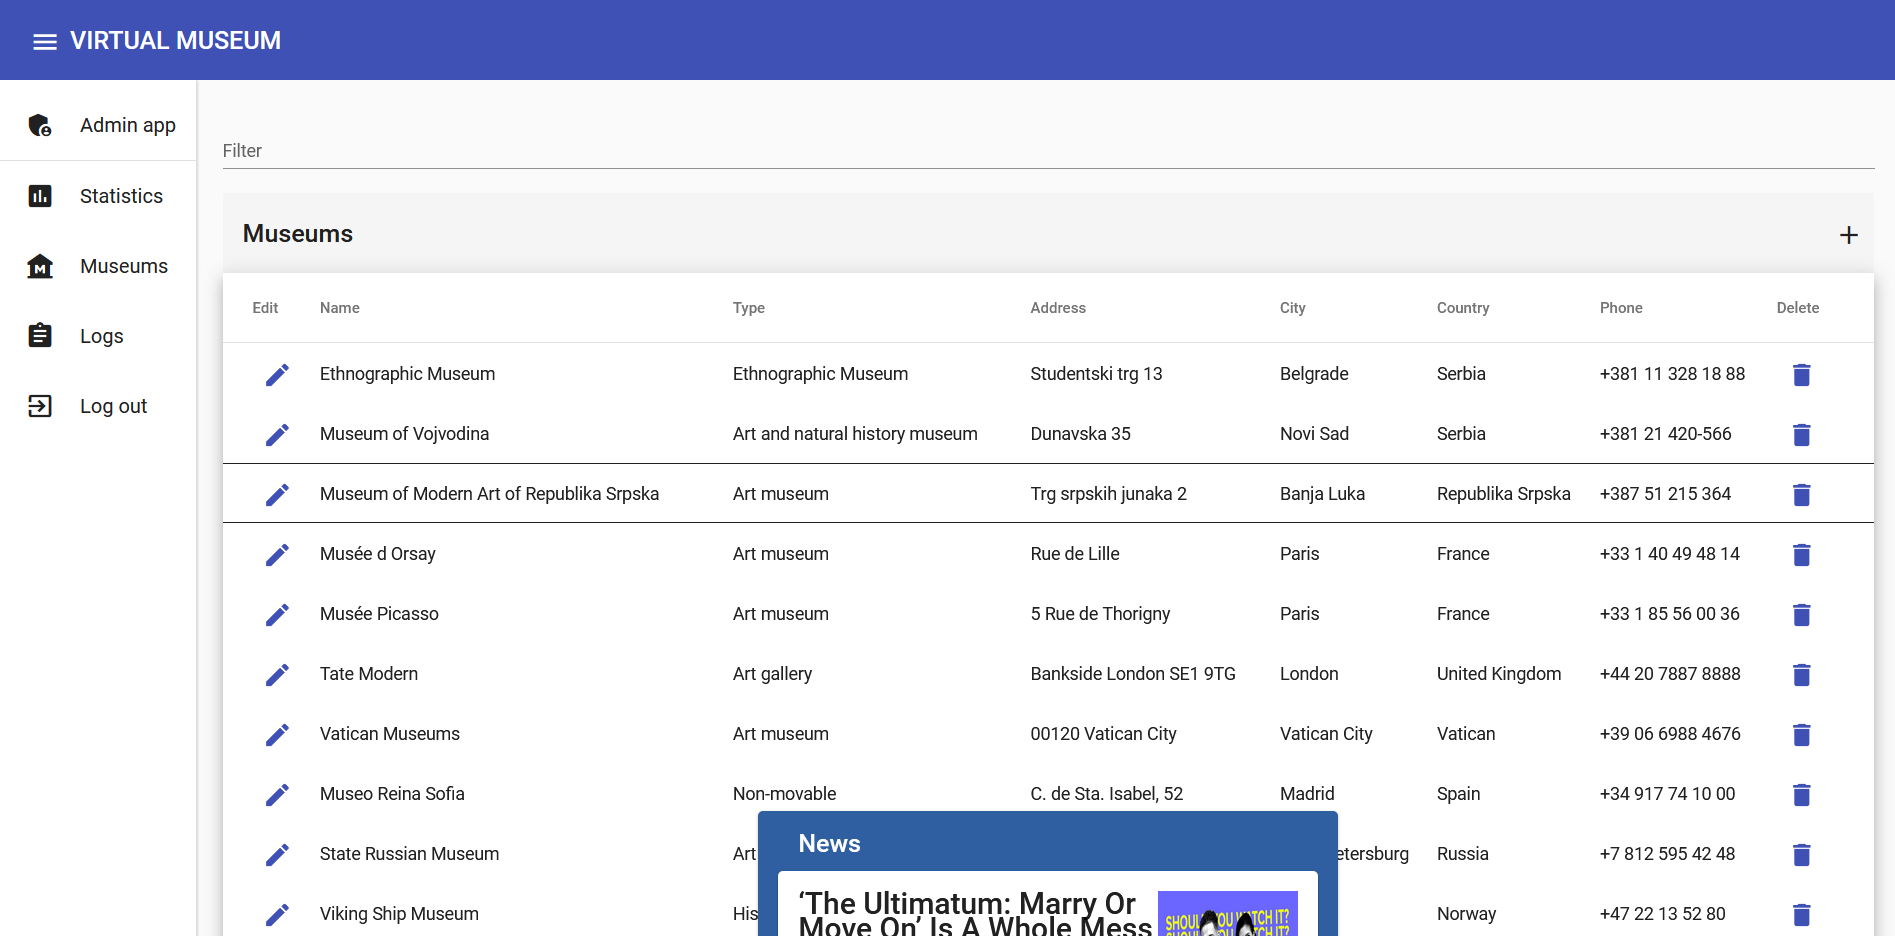 VIRTUAL MUSEUM
Admin app
Statistics
Museums
Logs
Log out
Filter
Museums
Edit Name Type Address City Country Phone Delete
Ethnographic Museum Ethnographic Museum Studentski trg 13 Belgrade Serbia +381 11 328 18 88
Museum of Vojvodina Art and natural history museum Dunavska 35 Novi Sad Serbia +381 21 420-566
Museum of Modern Art of Republika Srpska Art museum Trg srpskih junaka 2 Banja Luka Republika Srpska +387 51 215 364
Musée d Orsay Art museum Rue de Lille Paris France +33 1 40 49 48 14
Musée Picasso Art museum 5 Rue de Thorigny Paris France +33 1 85 56 00 36
Tate Modern Art gallery Bankside London SE1 9TG London United Kingdom +44 20 7887 8888
Vatican Museums Art museum 00120 Vatican City Vatican City Vatican +39 06 6988 4676
Museo Reina Sofia Non-movable C. de Sta. Isabel, 52 Madrid Spain +34 917 74 10 00
State Russian Museum Art etersburg Russia +7 812 595 42 48
Viking Ship Museum His Norway +47 22 13 52 80
News
‘The Ultimatum: Marry Or
Move On’ Is A Whole Mess
SHOULD YOU WATCH IT?